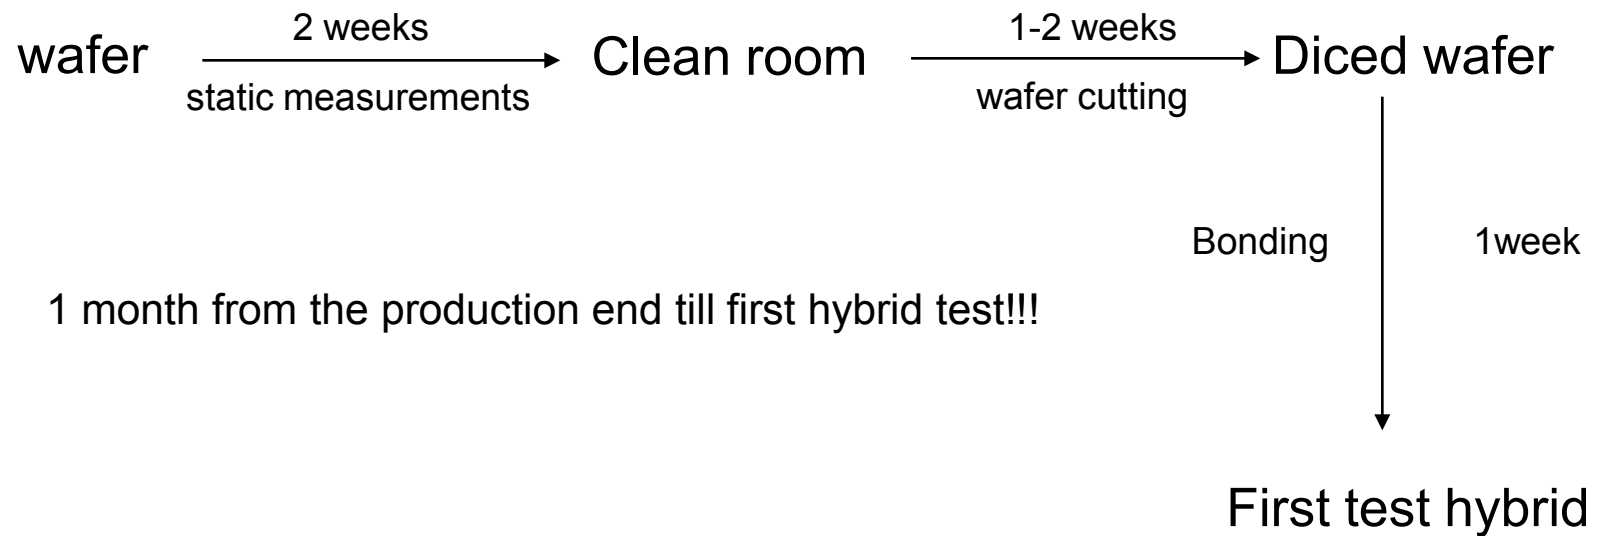 wafer
2 weeks
static measurements
Clean room
1-2 weeks
wafer cutting
Diced wafer
Bonding
1week
1 month from the production end till first hybrid test!!!
First test hybrid